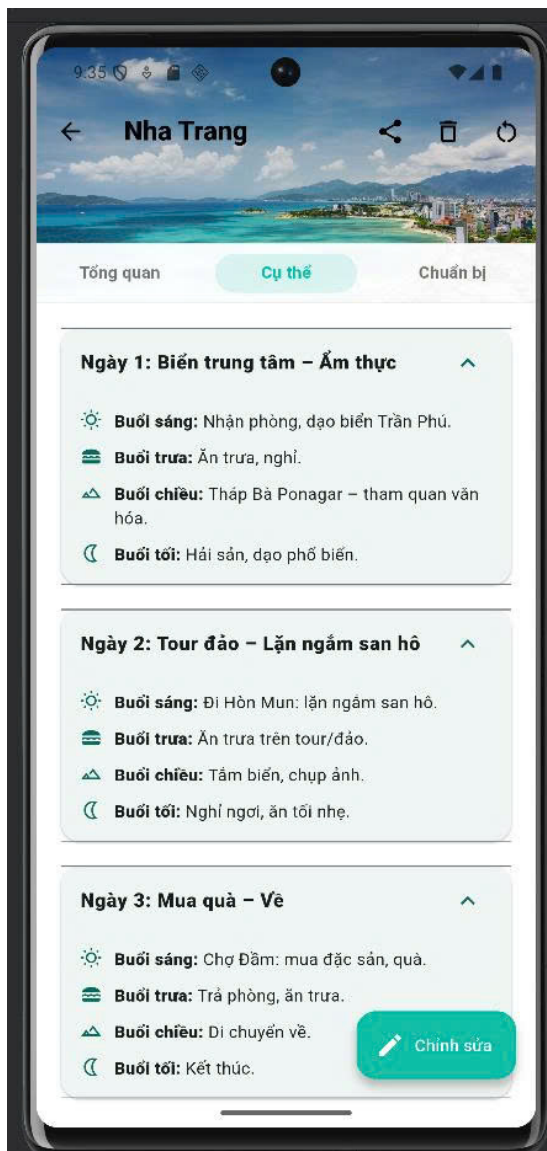 9:35
Nha Trang
Tổng quan
Cụ thể
Chuẩn bị
Ngày 1: Biển trung tâm – Ẩm thực
Buổi sáng: Nhận phòng, dạo biển Trần Phú.
Buổi trưa: Ăn trưa, nghỉ.
Buổi chiều: Tháp Bà Ponagar – tham quan văn
hóa.
Buổi tối: Hải sản, dạo phố biển.
Ngày 2: Tour đảo – Lặn ngắm san hô
Buổi sáng: Đi Hòn Mun: lặn ngắm san hô.
Buổi trưa: Ăn trưa trên tour/đảo.
Buổi chiều: Tắm biển, chụp ảnh.
Buổi tối: Nghỉ ngơi, ăn tối nhẹ.
Ngày 3: Mua quà – Về
Buổi sáng: Chợ Đầm: mua đặc sản, quà.
Buổi trưa: Trả phòng, ăn trưa.
Buổi chiều: Di chuyển về.
Buổi tối: Kết thúc.
Chỉnh sửa